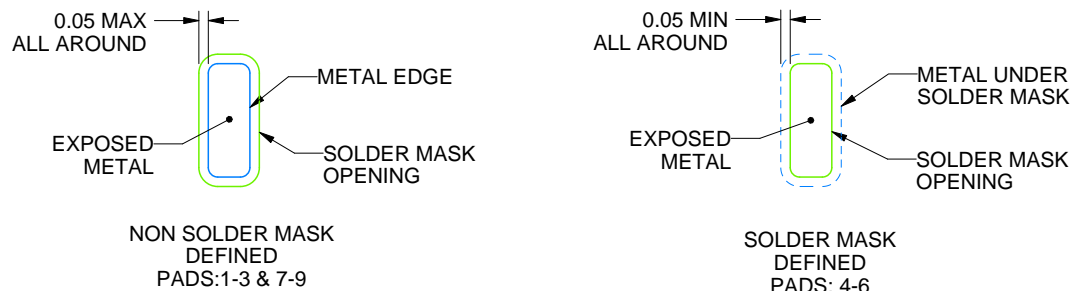 0.05 MAX
ALL AROUND
METAL EDGE
EXPOSED
METAL
SOLDER MASK
OPENING
NON SOLDER MASK
DEFINED
PADS:1-3 & 7-9
0.05 MIN
ALL AROUND
METAL UNDER
SOLDER MASK
EXPOSED
METAL
SOLDER MASK
OPENING
SOLDER MASK
DEFINED
PADS: 4-6